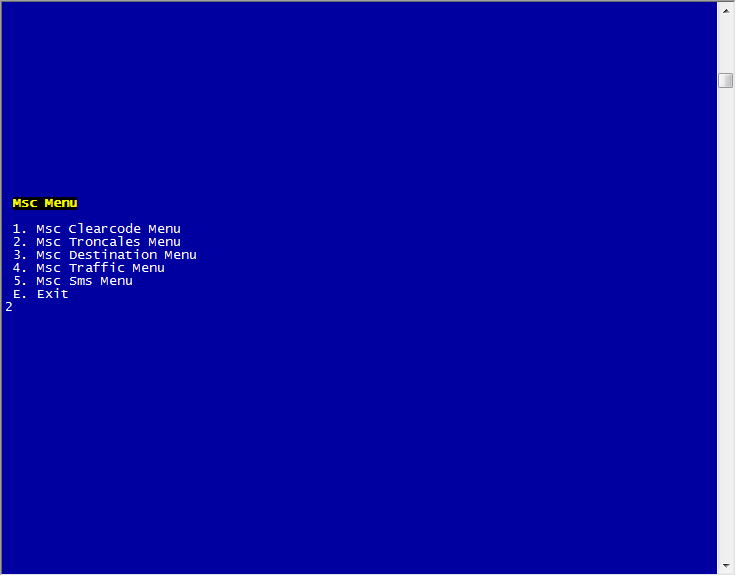 Msc Menu
1. Msc Clearcode Menu
2. Msc Troncales Menu
3. Msc Destination Menu
4. Msc Traffic Menu
5. Msc Sms Menu
E. Exit
2